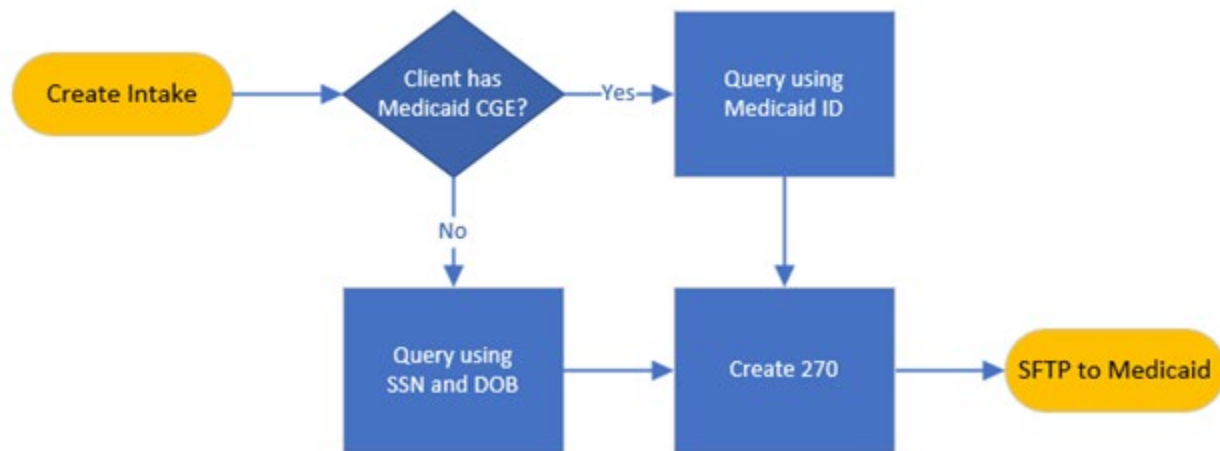 Create Intake
Client has
Medicaid CGE?
Yes
Query using
Medicaid ID
No
Query using
SSN and DOB
Create 270
SFTP to Medicaid